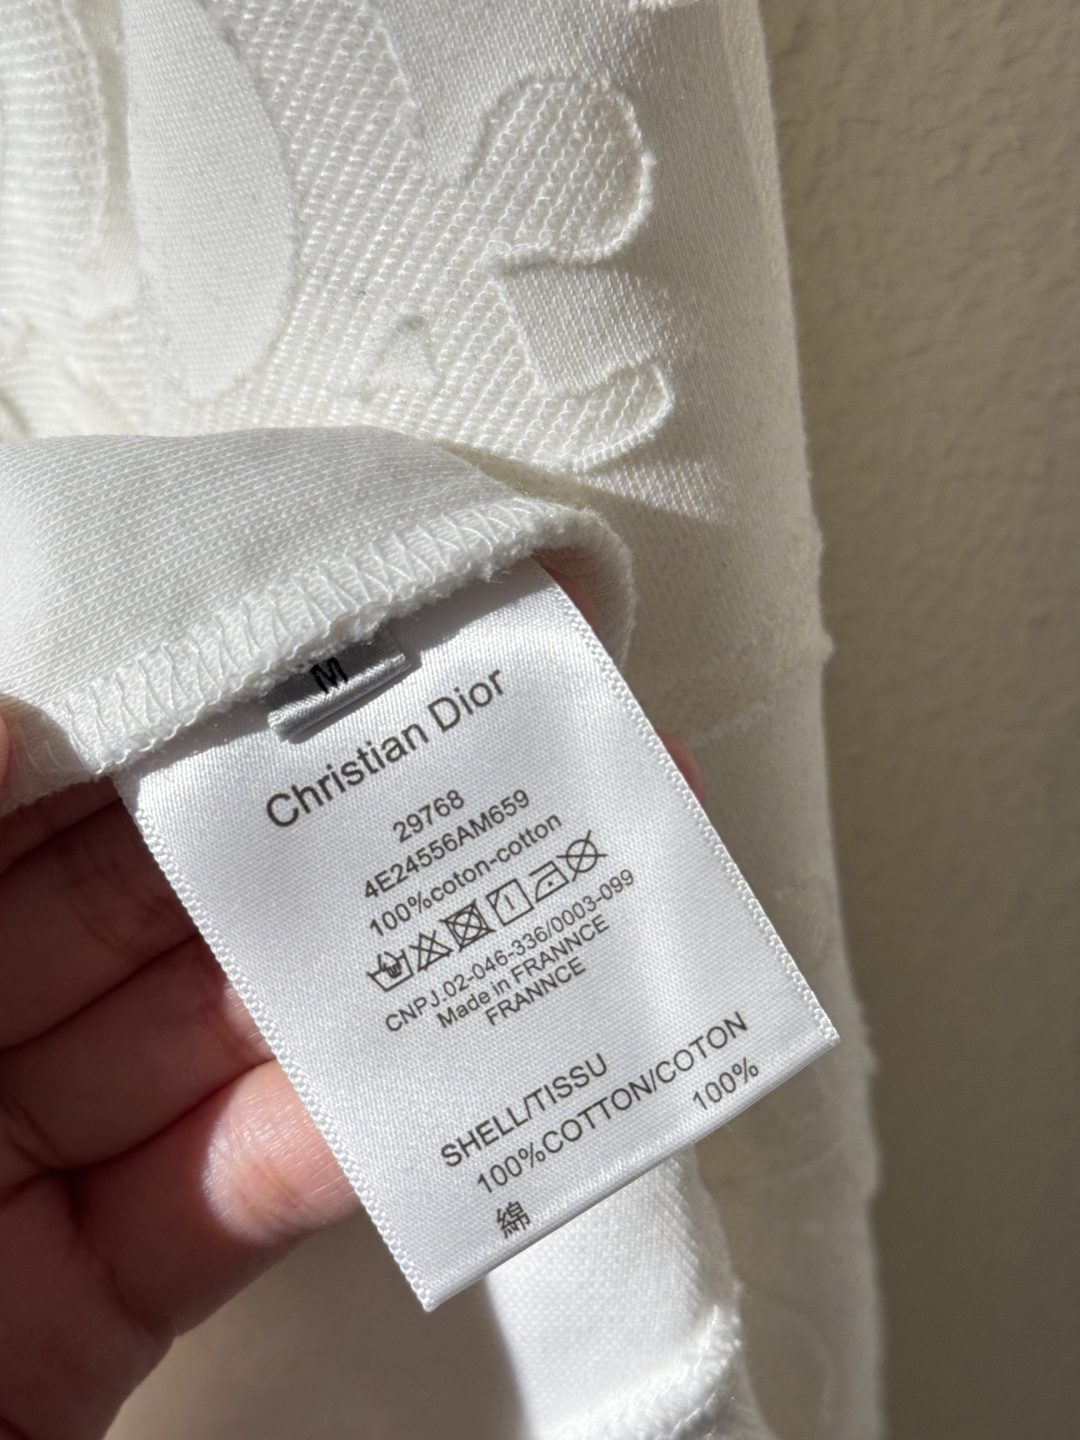 M
Christian Dior
29768
4E24556AM659
100%coton-cotton
CNPJ.02-046-336/0003-099
Made in FRANNCE
FRANNCE
SHELL/TISSU
100%COTTON/COTON
100%
綿